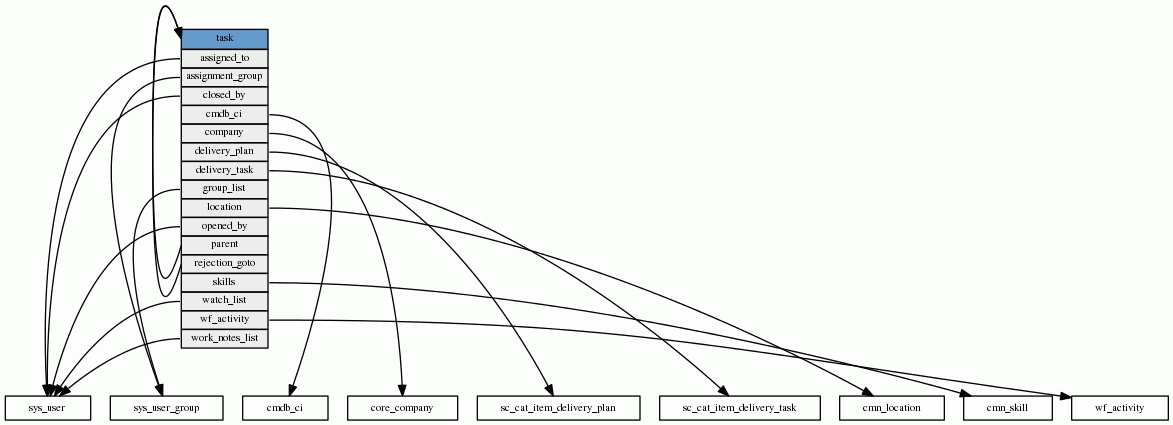 task
assigned_to
assignment_group
closed_by
cmdb_ci
company
delivery_plan
delivery_task
group_list
location
opened_by
parent
rejection_goto
skills
watch_list
wf_activity
work_notes_list
sys_user sys_user_group cmdb_ci core_company sc_cat_item_delivery_plan sc_cat_item_delivery_task cmn_location cmn_skill wf_activity